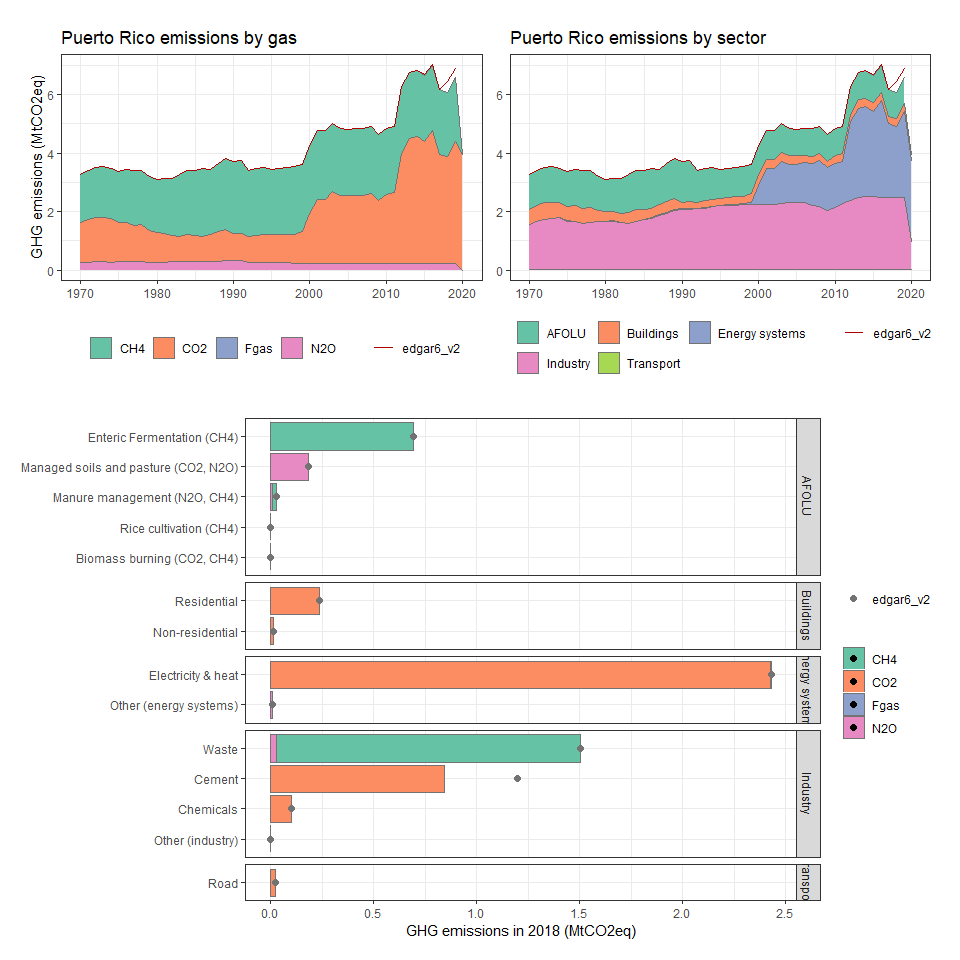 Puerto Rico emissions by gas
GHG emissions (MtCO2eq)
6
4
2
0
1970
1980
1990
2000
2010
2020
CH4
CO2
Fgas
N2O
edgar6_v2
Puerto Rico emissions by sector
6
4
2
0
1970
1980
1990
2000
2010
2020
AFOLU
Buildings
Energy systems
edgar6_v2
Industry
Transport
Enteric Fermentation (CH4)
Managed soils and pasture (CO2, N2O)
Manure management (N2O, CH4)
Rice cultivation (CH4)
Biomass burning (CO2, CH4)
AFOLU
Residential
Non-residential
Buildings
Electricity & heat
Other (energy systems)
nergy system
Waste
Cement
Chemicals
Other (industry)
Industry
Road
ranspo
0.0
0.5
1.0
1.5
2.0
2.5
GHG emissions in 2018 (MtCO2eq)
edgar6_v2
CH4
CO2
Fgas
N2O